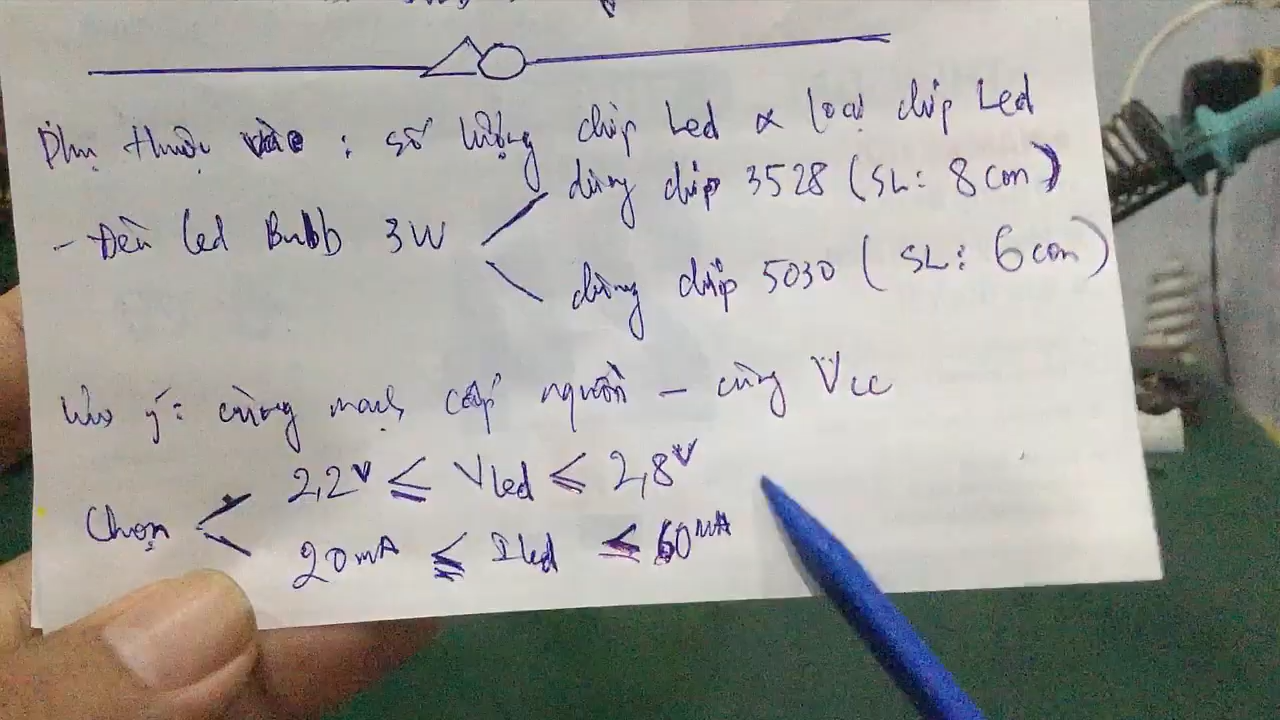 Phụ thuộc vào : số lượng chip Led & loại chip Led
dùng chip 3528 (SL: 8 con)
- Đèn led Bulb 3W
dùng chip 5030 ( SL: 6 con)
Lưu ý: cùng mạch cấp nguồn - cùng Vcc
2,2V ≤ Vled ≤ 2,8V
Chọn
20mA ≤ Iled ≤ 60mA